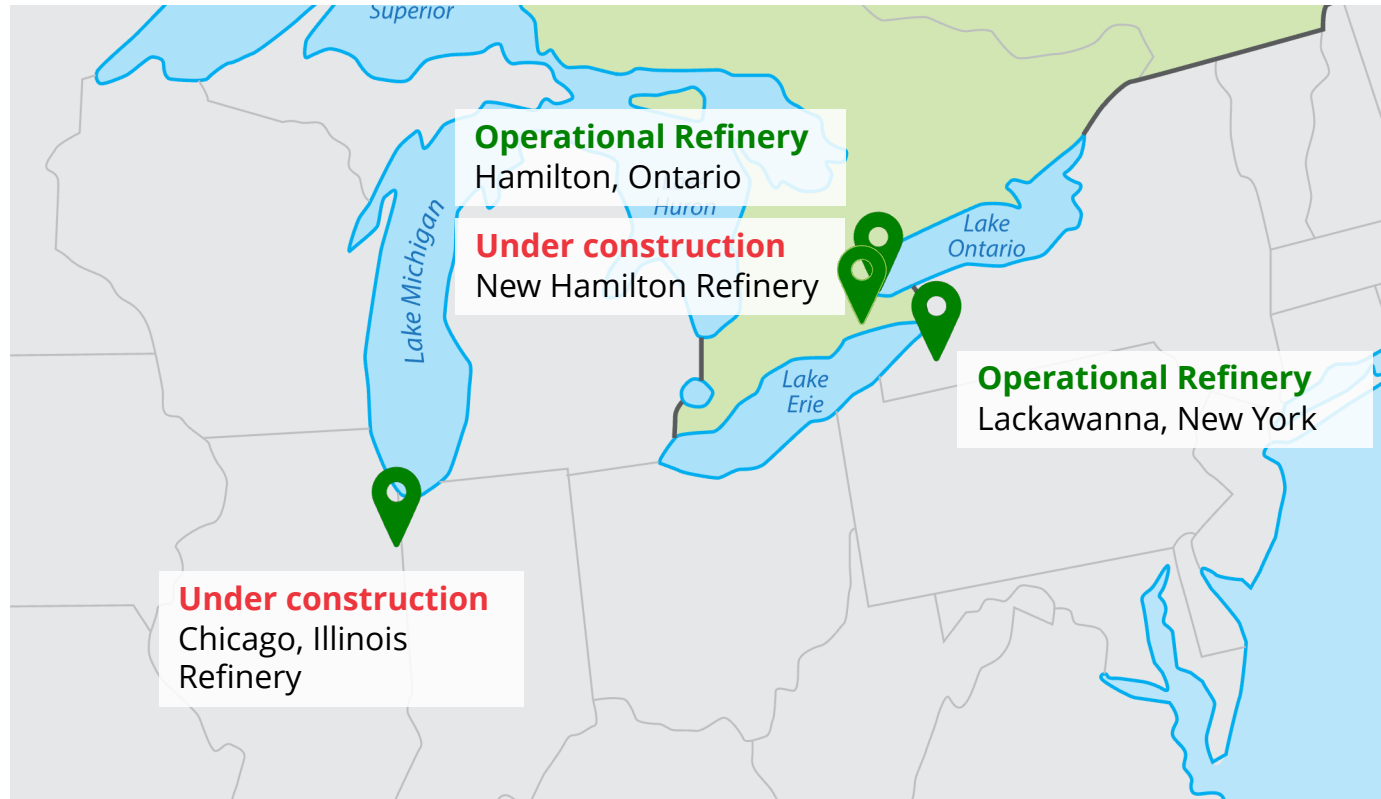 Superior
Operational Refinery
Hamilton, Ontario
Huron
Under construction
New Hamilton Refinery
Lake Michigan
Lake
Ontario
Lake
Erie
Operational Refinery
Lackawanna, New York
Under construction
Chicago, Illinois
Refinery